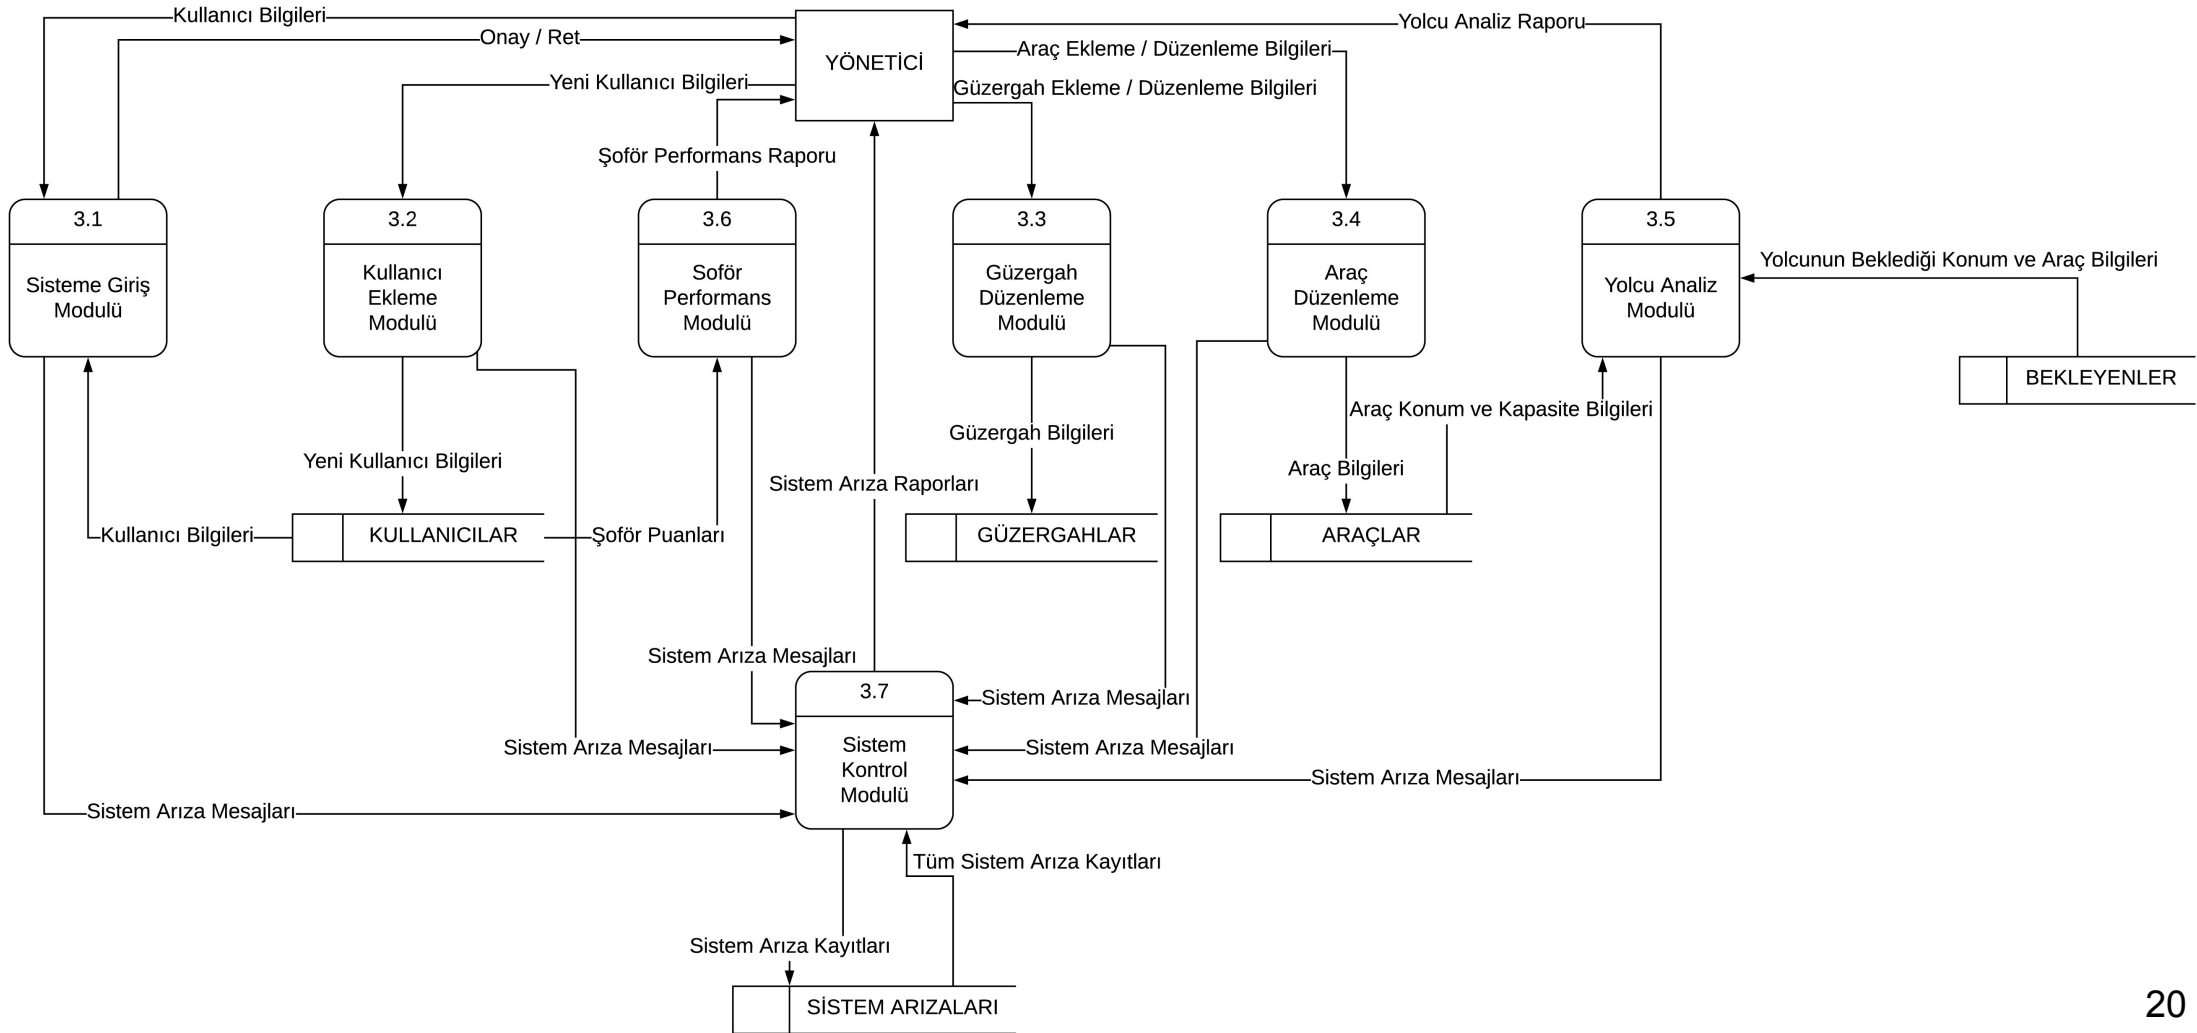 Kullanıcı Bilgileri
Yolcu Analiz Raporu
Onay / Ret
Araç Ekleme / Düzenleme Bilgileri
YÖNETİCİ
Yeni Kullanıcı Bilgileri
Güzergah Ekleme / Düzenleme Bilgileri
Şoför Performans Raporu
3.1
3.2
3.6
3.3
3.4
3.5
Sisteme Giriş
Modulü
Kullanıcı
Ekleme
Modulü
Soför
Performans
Modulü
Güzergah
Düzenleme
Modulü
Araç
Düzenleme
Modulü
Yolcu Analiz
Modulü
Yolcunun Beklediği Konum ve Araç Bilgileri
BEKLEYENLER
Araç Konum ve Kapasite Bilgileri
Güzergah Bilgileri
Yeni Kullanıcı Bilgileri
Araç Bilgileri
Sistem Arıza Raporları
Kullanıcı Bilgileri
KULLANICILAR
Şoför Puanları
GÜZERGAHLAR
ARAÇLAR
Sistem Arıza Mesajları
3.7
Sistem Arıza Mesajları
Sistem
Kontrol
Modulü
Sistem Arıza Mesajları
Sistem Arıza Mesajları
Sistem Arıza Mesajları
Sistem Arıza Mesajları
Tüm Sistem Arıza Kayıtları
Sistem Arıza Kayıtları
SİSTEM ARIZALARI
20